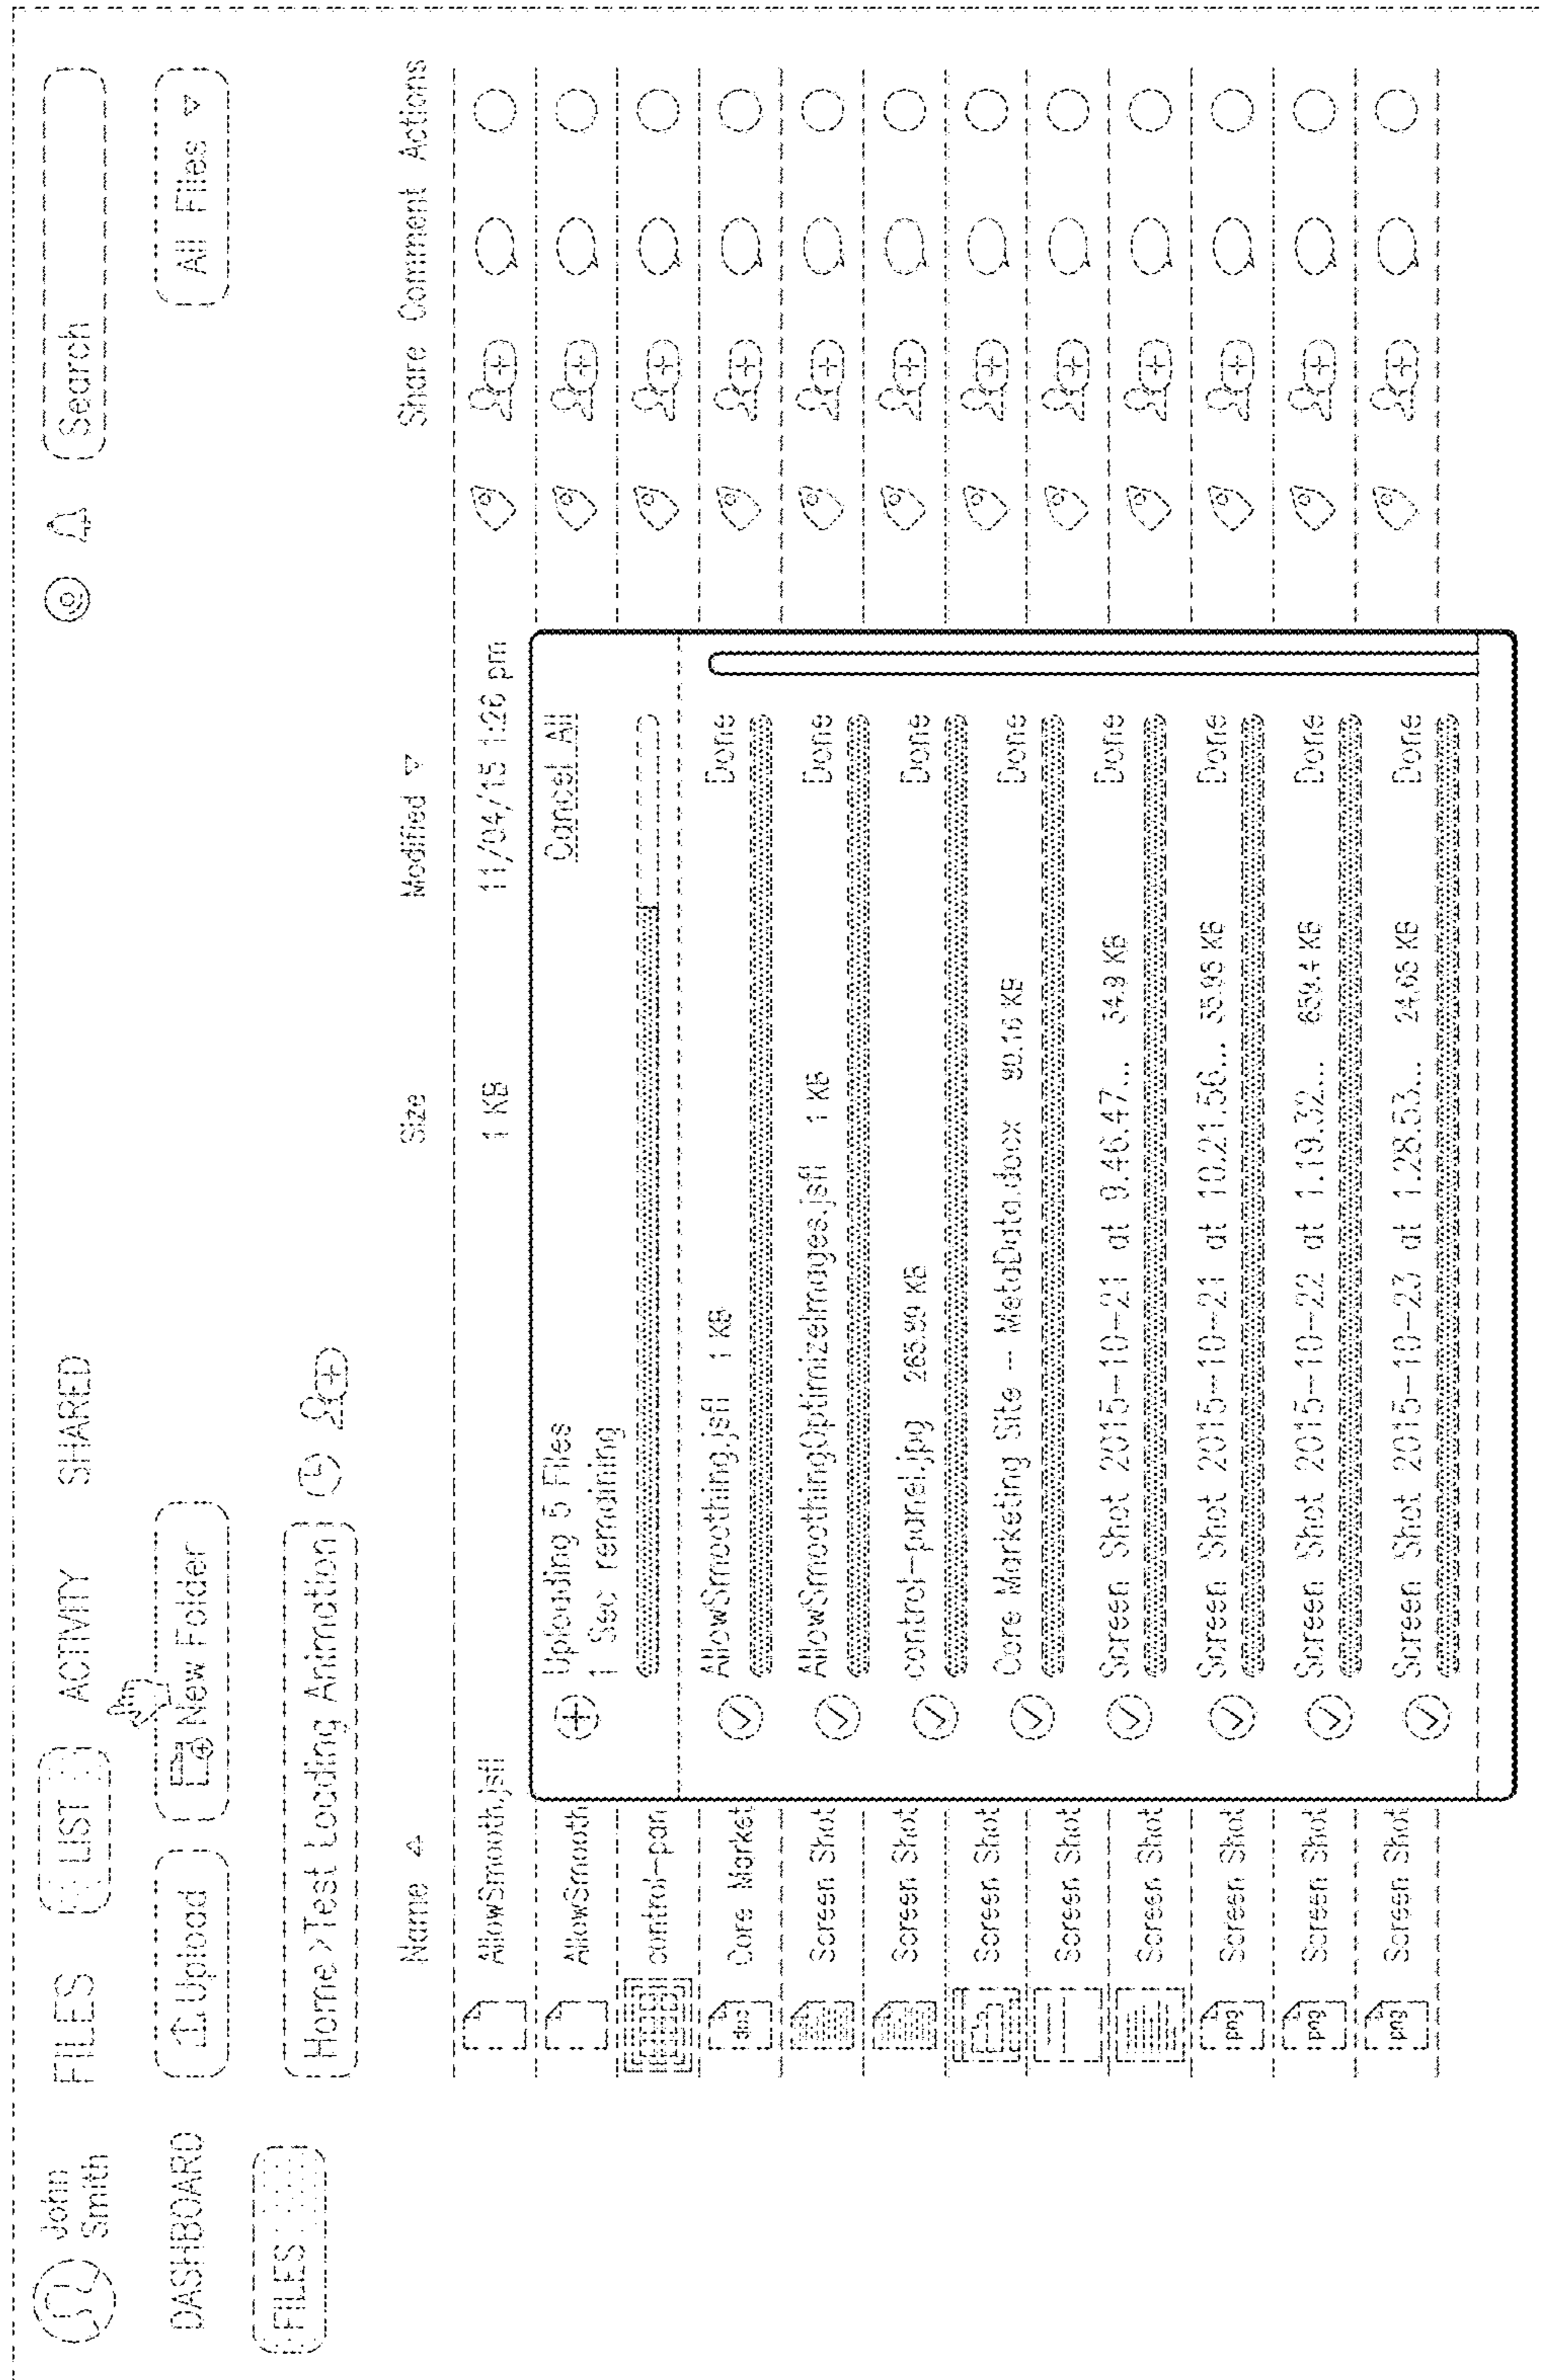 John Smith
FILES LIST ACTIVITY SHARED Search
DASHBOARD Upload New Folder All Files
FILES
Home>Test Loading Animation
Name Size Modified Share Comment Actions
AllowSmooth.jsfl 1 KB 11/04/15 1:26 pm
AllowSmooth
control-pan
doc Core Market
Screen Shot
Screen Shot
Screen Shot
Screen Shot
Screen Shot
png Screen Shot
png Screen Shot
png Screen Shot
Uploading 5 Files Cancel All
1 Sec remaining
AllowSmoothing.jsfl 1 KB Done
AllowSmoothingOptimizeImages.jsfl 1 KB Done
control-panel.jpg 265.99 KB Done
Core Marketing Site -- MetaData.docx 90.16 KB Done
Screen Shot 2015-10-21 at 9.46.47... 34.9 KB Done
Screen Shot 2015-10-21 at 10.21.56... 35.95 KB Done
Screen Shot 2015-10-22 at 1.19.32... 659.4 KB Done
Screen Shot 2015-10-23 at 1.28.53... 24.65 KB Done